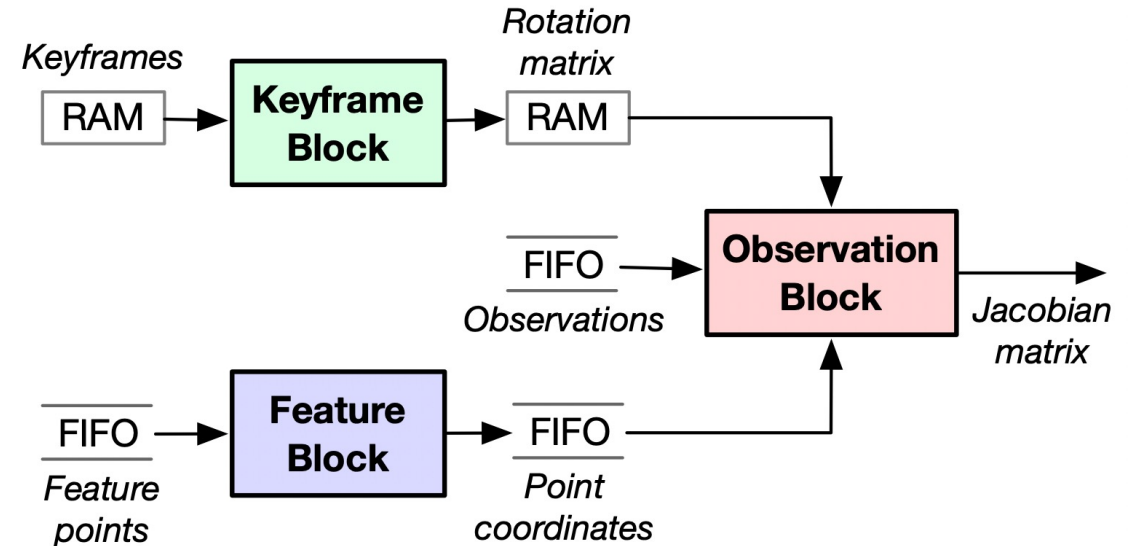 Keyframes
RAM
Keyframe
Block
Rotation
matrix
RAM
FIFO
Observations
Observation
Block
Jacobian
matrix
FIFO
Feature
points
Feature
Block
FIFO
Point
coordinates